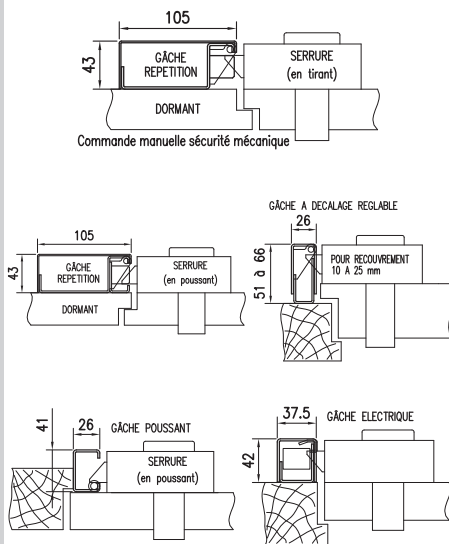 105
43
GÂCHE
REPETITION
SERRURE
(en tirant)
DORMANT
Commande manuelle sécurité mécanique
105
43
GÂCHE
REPETITION
SERRURE
(en poussant)
DORMANT
GÂCHE A DECALAGE REGLABLE
26
51 à 66
POUR RECOUVREMENT
10 A 25 mm
41
26
GÂCHE POUSSANT
SERRURE
(en poussant)
37.5
GÂCHE ELECTRIQUE
42